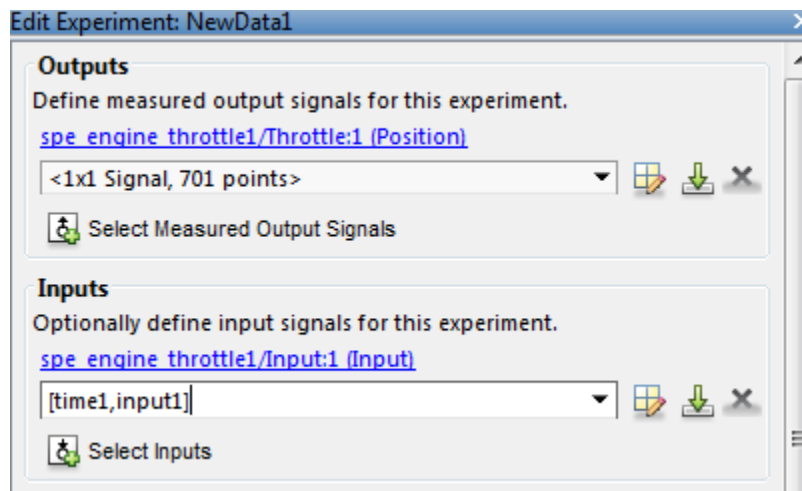 Edit Experiment: NewData1
Outputs
Define measured output signals for this experiment.
spe_engine_throttle1/Throttle:1 (Position)
<1x1 Signal, 701 points>
Select Measured Output Signals
Inputs
Optionally define input signals for this experiment.
spe_engine_throttle1/Input:1 (Input)
[time1,input1]
Select Inputs